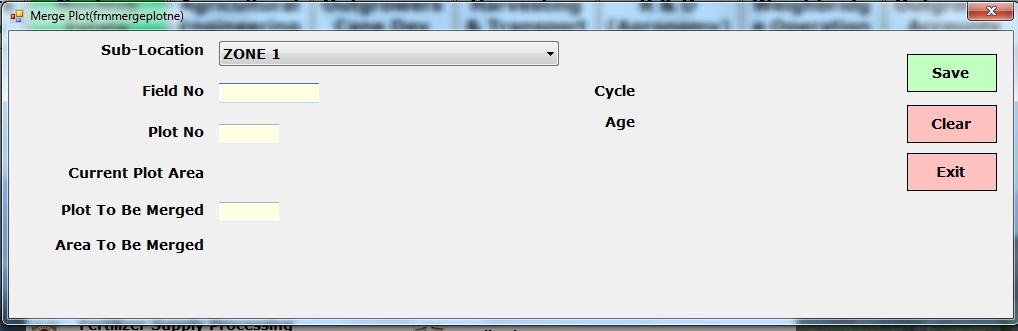 Merge Plot(frmmergeplotne)
Sub-Location ZONE 1
Field No
Cycle
Plot No
Age
Current Plot Area
Plot To Be Merged
Area To Be Merged
Save
Clear
Exit
Fertilizer Supply Processing